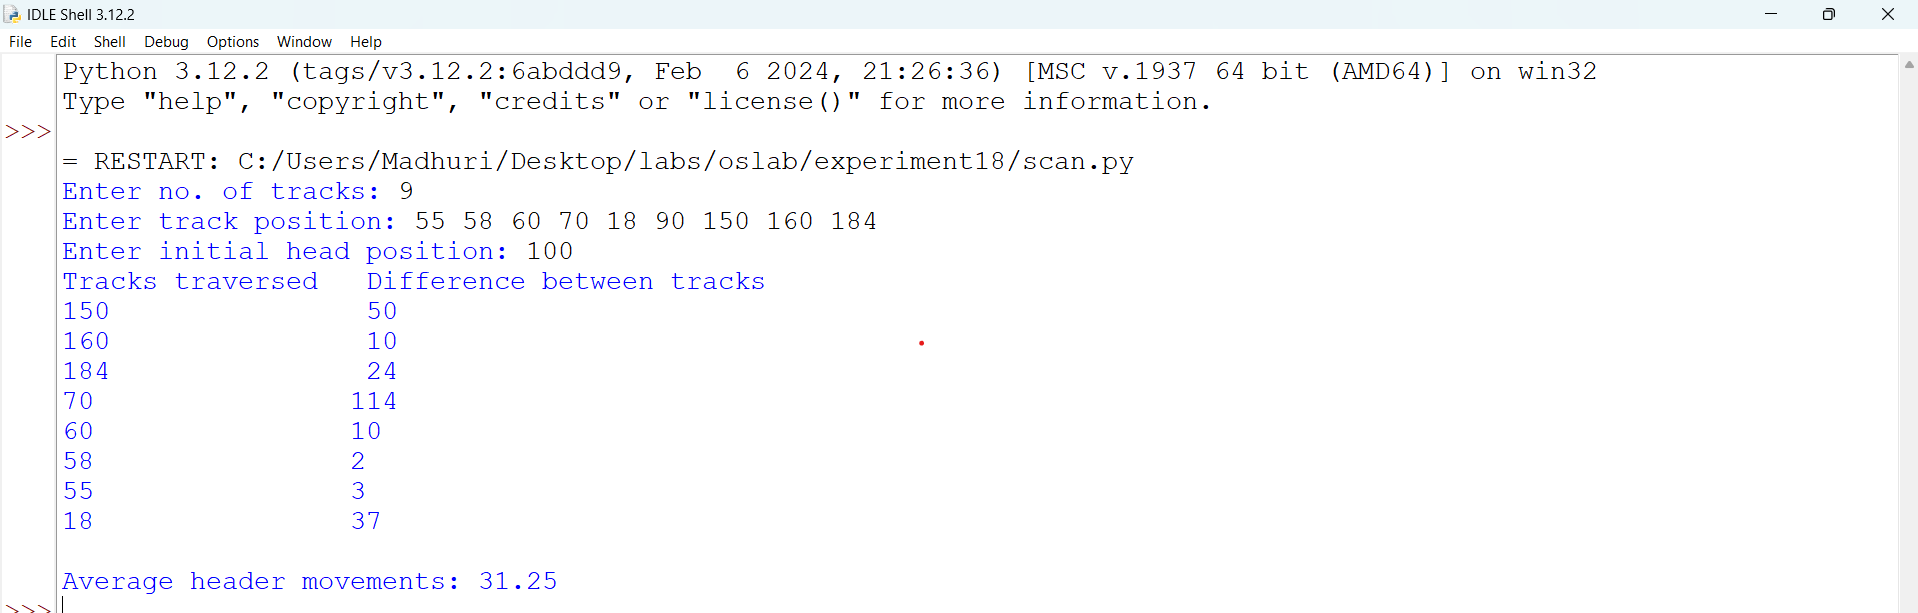 IDLE Shell 3.12.2
File Edit Shell Debug Options Window Help
Python 3.12.2 (tags/v3.12.2:6abddd9, Feb  6 2024, 21:26:36) [MSC v.1937 64 bit (AMD64)] on win32
Type "help", "copyright", "credits" or "license()" for more information.
>>>
= RESTART: C:/Users/Madhuri/Desktop/labs/oslab/experiment18/scan.py
Enter no. of tracks: 9
Enter track position: 55 58 60 70 18 90 150 160 184
Enter initial head position: 100
Tracks traversed   Difference between tracks
150                50
160                10
184                24
70                114
60                10
58                2
55                3
18                37
Average header movements: 31.25
>>>